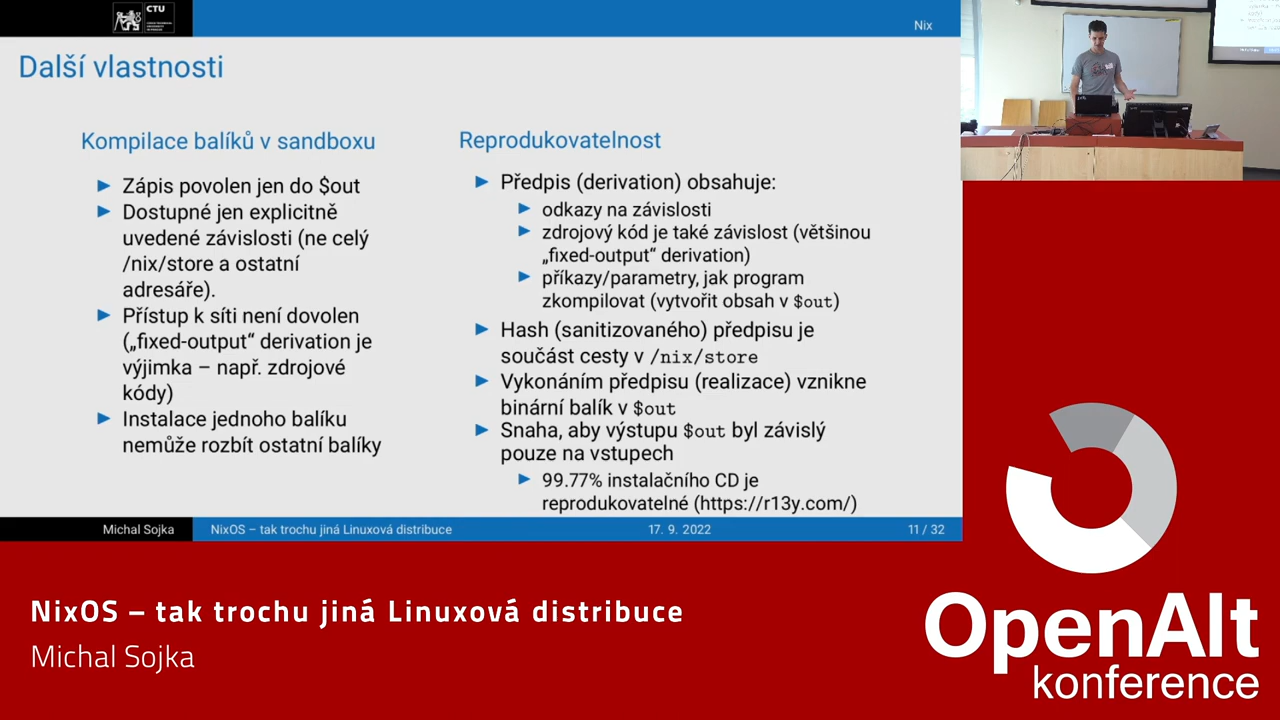 CTU
CZECH TECHNICAL
UNIVERSITY
IN PRAGUE
Nix
Další vlastnosti
Kompilace balíků v sandboxu
Zápis povolen jen do $out
Dostupné jen explicitně
uvedené závislosti (ne celý
/nix/store a ostatní
adresáře).
Přístup k síti není dovolen
(„fixed-output“ derivation je
výjimka – např. zdrojové
kódy)
Instalace jednoho balíku
nemůže rozbít ostatní balíky
Reprodukovatelnost
Předpis (derivation) obsahuje:
odkazy na závislosti
zdrojový kód je také závislost (většinou
„fixed-output“ derivation)
příkazy/parametry, jak program
zkompilovat (vytvořit obsah v $out)
Hash (sanitizovaného) předpisu je
součást cesty v /nix/store
Vykonáním předpisu (realizace) vznikne
binární balík v $out
Snaha, aby výstupu $out byl závislý
pouze na vstupech
99.77% instalačního CD je
reprodukovatelné (https://r13y.com/)
Michal Sojka
NixOS – tak trochu jiná Linuxová distribuce
17. 9. 2022
11 / 32
NixOS – tak trochu jiná Linuxová distribuce
Michal Sojka
OpenAlt
konference